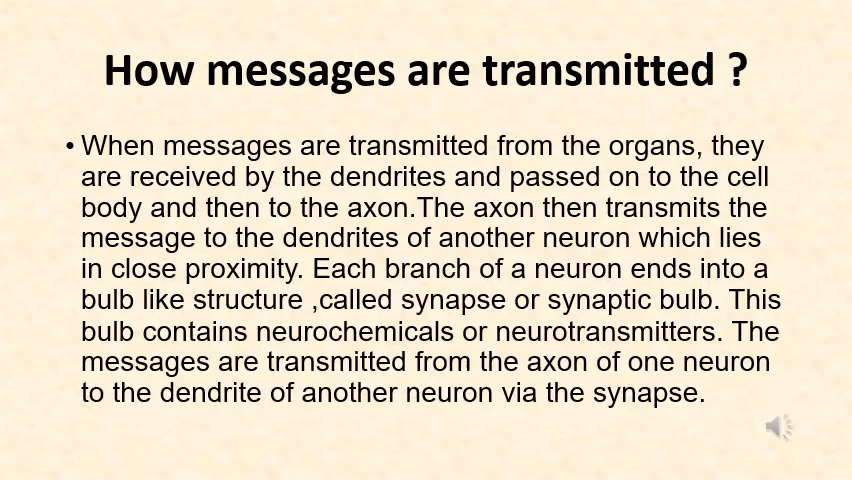 How messages are transmitted ?
• When messages are transmitted from the organs, they
are received by the dendrites and passed on to the cell
body and then to the axon.The axon then transmits the
message to the dendrites of another neuron which lies
in close proximity. Each branch of a neuron ends into a
bulb like structure ,called synapse or synaptic bulb. This
bulb contains neurochemicals or neurotransmitters. The
messages are transmitted from the axon of one neuron
to the dendrite of another neuron via the synapse.